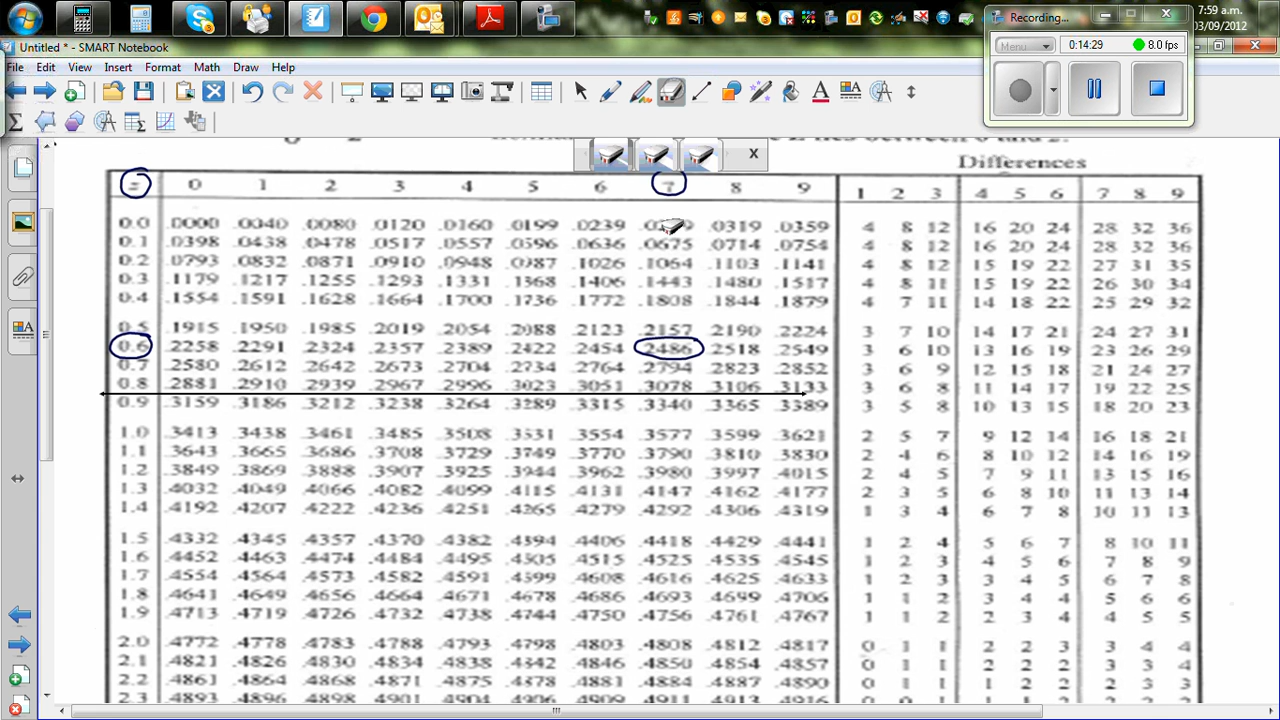 7:59 a.m.
03/09/2012
Recording...
Menu
0:14:29
8.0 fps
Untitled * - SMART Notebook
File Edit View Insert Format Math Draw Help
Differences
z 0 1 2 3 4 5 6 7 8 9 1 2 3 4 5 6 7 8 9
0.0 .0000 .0040 .0080 .0120 .0160 .0199 .0239 .0319 .0359 4 8 12 16 20 24 28 32 36
0.1 .0398 .0438 .0478 .0517 .0557 .0596 .0636 .0675 .0714 .0754 4 8 12 16 20 24 28 32 36
0.2 .0793 .0832 .0871 .0910 .0948 .0987 .1026 .1064 .1103 .1141 4 8 12 15 19 22 27 31 35
0.3 .1179 .1217 .1255 .1293 .1331 .1368 .1406 .1443 .1480 .1517 4 8 11 15 19 22 26 30 34
0.4 .1554 .1591 .1628 .1664 .1700 .1736 .1772 .1808 .1844 .1879 4 7 11 14 18 22 25 29 32
0.5 .1915 .1950 .1985 .2019 .2054 .2088 .2123 .2157 .2190 .2224 3 7 10 14 17 21 24 27 31
0.6 .2258 .2291 .2324 .2357 .2389 .2422 .2454 .2486 .2518 .2549 3 6 10 13 16 19 23 26 29
0.7 .2580 .2612 .2642 .2673 .2704 .2734 .2764 .2794 .2823 .2852 3 6 9 12 15 18 21 24 27
0.8 .2881 .2910 .2939 .2967 .2996 .3023 .3051 .3078 .3106 .3133 3 6 8 11 14 17 19 22 25
0.9 .3159 .3186 .3212 .3238 .3264 .3289 .3315 .3340 .3365 .3389 3 5 8 10 13 15 18 20 23
1.0 .3413 .3438 .3461 .3485 .3508 .3531 .3554 .3577 .3599 .3621 2 5 7 9 12 14 16 18 21
1.1 .3643 .3665 .3686 .3708 .3729 .3749 .3770 .3790 .3810 .3830 2 4 6 8 10 12 14 16 19
1.2 .3849 .3869 .3888 .3907 .3925 .3944 .3962 .3980 .3997 .4015 2 4 5 7 9 11 13 15 16
1.3 .4032 .4049 .4066 .4082 .4099 .4115 .4131 .4147 .4162 .4177 2 3 5 6 8 10 11 13 14
1.4 .4192 .4207 .4222 .4236 .4251 .4265 .4279 .4292 .4306 .4319 1 3 4 6 7 8 10 11 13
1.5 .4332 .4345 .4357 .4370 .4382 .4394 .4406 .4418 .4429 .4441 1 2 4 5 6 7 8 10 11
1.6 .4452 .4463 .4474 .4484 .4495 .4505 .4515 .4525 .4535 .4545 1 2 3 4 5 6 7 8 9
1.7 .4554 .4564 .4573 .4582 .4591 .4599 .4608 .4616 .4625 .4633 1 2 3 3 4 5 6 7 8
1.8 .4641 .4649 .4656 .4664 .4671 .4678 .4686 .4693 .4699 .4706 1 1 2 3 4 4 5 6 6
1.9 .4713 .4719 .4726 .4732 .4738 .4744 .4750 .4756 .4761 .4767 1 1 2 2 3 4 4 5 5
2.0 .4772 .4778 .4783 .4788 .4793 .4798 .4803 .4808 .4812 .4817 0 1 1 2 2 3 3 4 4
2.1 .4821 .4826 .4830 .4834 .4838 .4842 .4846 .4850 .4854 .4857 0 1 1 2 2 2 3 3 4
2.2 .4861 .4864 .4868 .4871 .4875 .4878 .4881 .4884 .4887 .4890 0 1 1 1 2 2 2 3 3
2.3 .4893 .4896 .4898 .4901 .4904 .4906 .4909 .4911 .4913 .4916